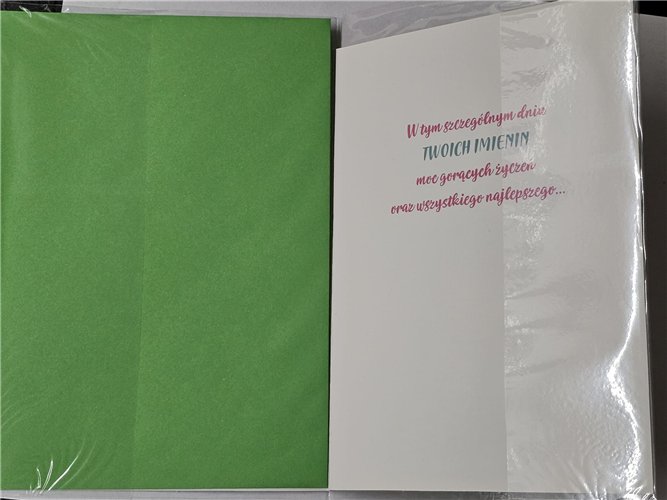 W tym szczególnym dniu
TWOICH IMIENIN
moc gorących życzeń
oraz wszystkiego najlepszego...